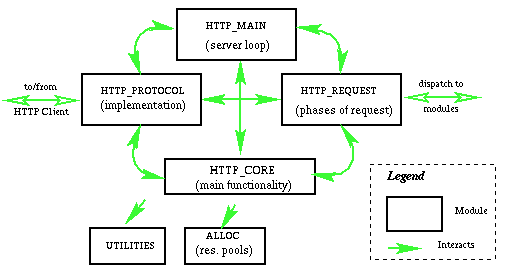 HTTP_MAIN
(server loop)
to/from
HTTP Client
HTTP_PROTOCOL
(implementation)
HTTP_REQUEST
(phases of request)
dispatch to
modules
HTTP_CORE
(main functionality)
UTILITIES
ALLOC
(res. pools)
Legend
Module
Interacts